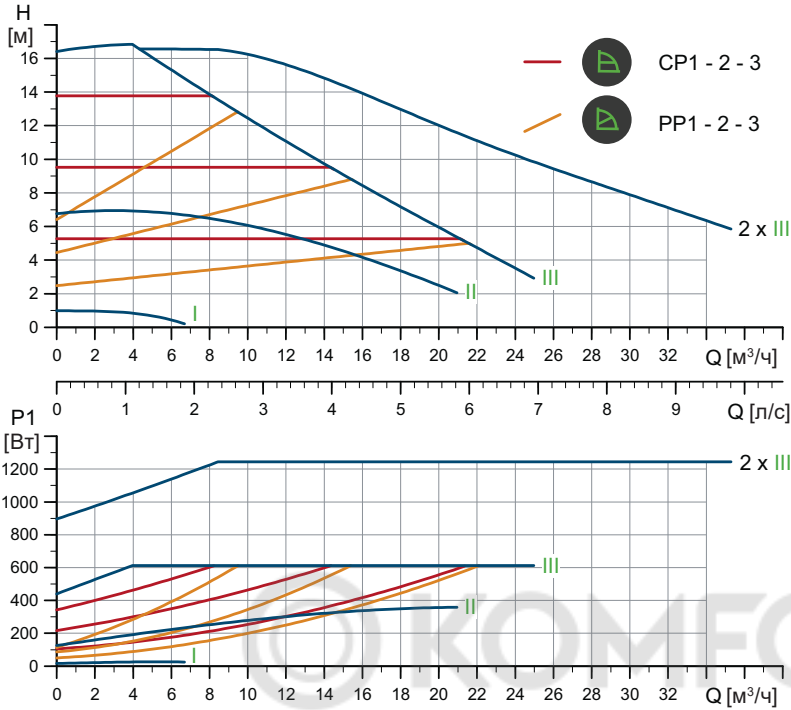 H
[м]
16
14
12
10
8
6
4
2
0
CP1 - 2 - 3
PP1 - 2 - 3
2 x III
III
II
I
0 2 4 6 8 10 12 14 16 18 20 22 24 26 28 30 32 Q [м³/ч]
0 1 2 3 4 5 6 7 8 9 Q [л/с]
P1
[Вт]
1200
1000
800
600
400
200
0
2 x III
III
II
I
KOMFO
0 2 4 6 8 10 12 14 16 18 20 22 24 26 28 30 32 Q [м³/ч]